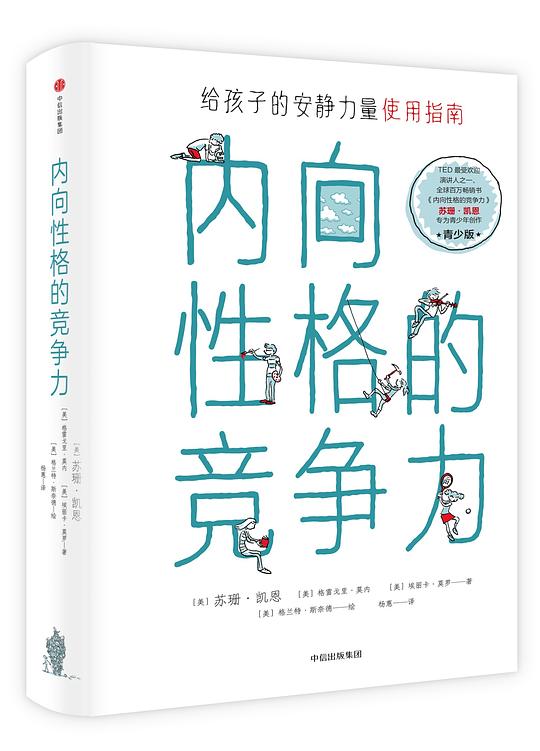 中信出版集团
内向性格的竞争力
[美] 苏珊·凯恩
[美] 格雷戈里·莫内 [美] 埃丽卡·莫罗——著
[美] 格兰特·斯奈德——绘
杨惠——译
给孩子的安静力量使用指南
内向
性格的
竞争力
TED 最受欢迎
演讲人之一、
全球百万畅销书
《内向性格的竞争力》
苏珊·凯恩
专为青少年创作
★青少版★
[美] 苏珊·凯恩 [美] 格雷戈里·莫内 [美] 埃丽卡·莫罗——著
[美] 格兰特·斯奈德——绘 杨惠——译
中信出版集团